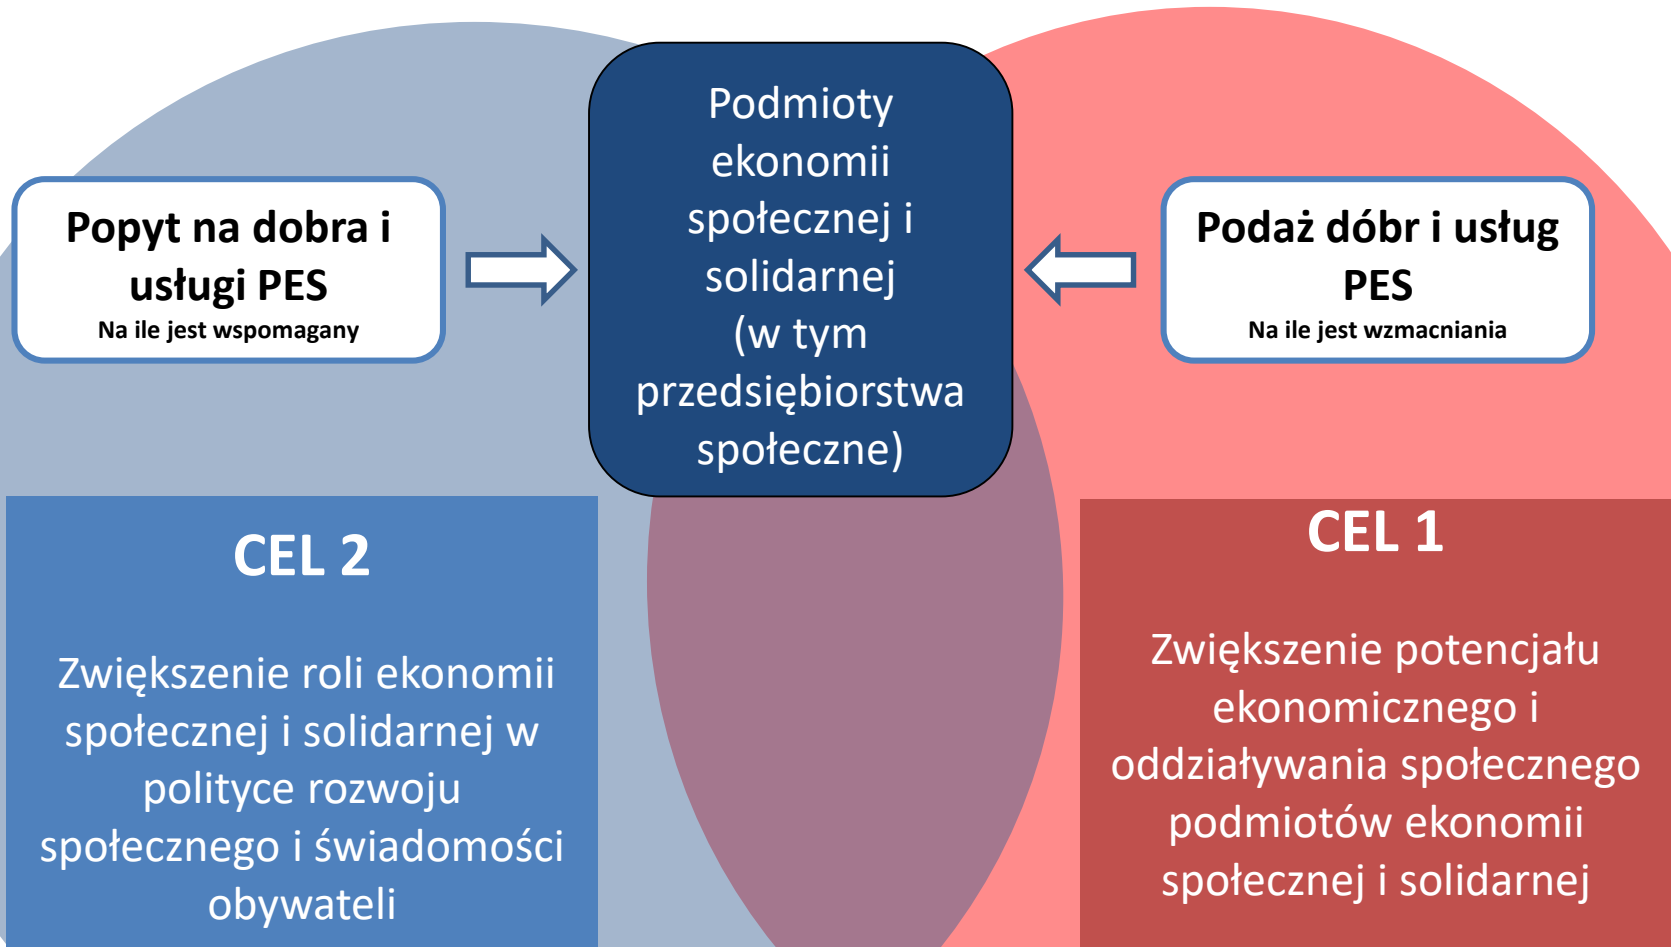 Podmioty
ekonomii
społecznej i
solidarnej
(w tym
przedsiębiorstwa
społeczne)
Popyt na dobra i
usługi PES
Na ile jest wspomagany
Podaż dóbr i usług
PES
Na ile jest wzmacniania
CEL 2
Zwiększenie roli ekonomii
społecznej i solidarnej w
polityce rozwoju
społecznego i świadomości
obywateli
CEL 1
Zwiększenie potencjału
ekonomicznego i
oddziaływania społecznego
podmiotów ekonomii
społecznej i solidarnej